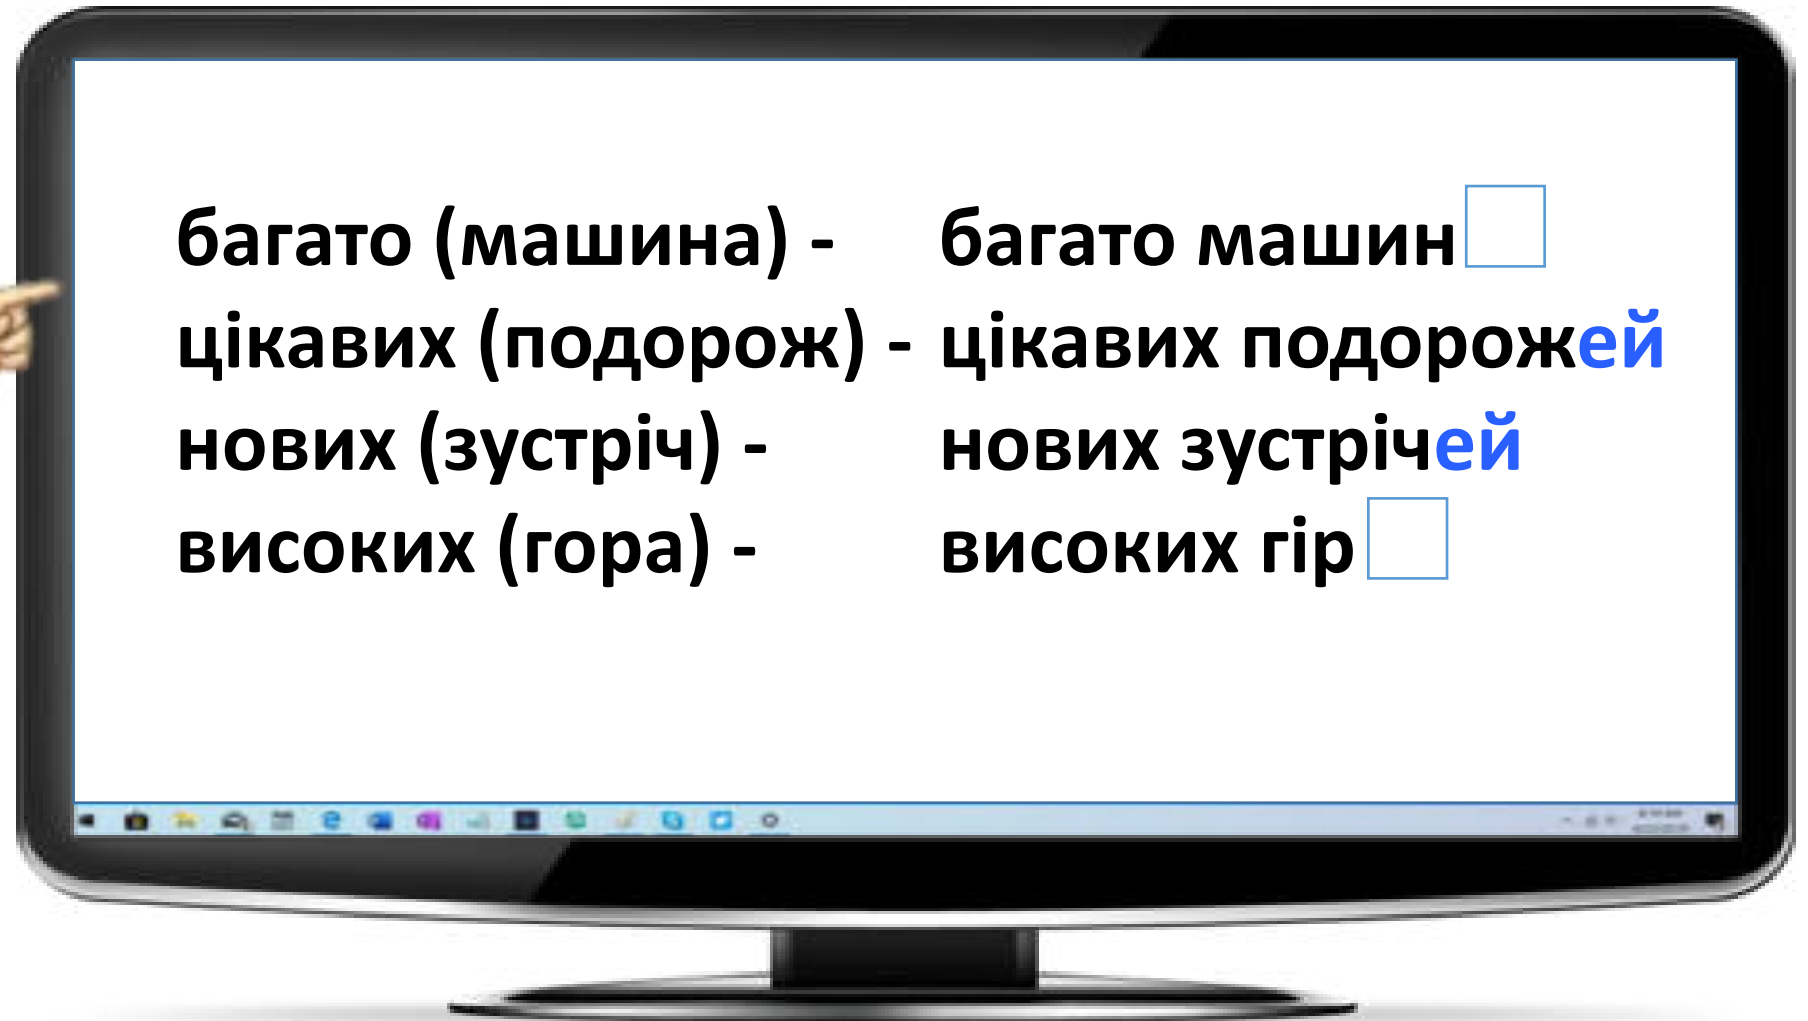 багато (машина) - багато машин
цікавих (подорож) - цікавих подорожей
нових (зустріч) - нових зустрічей
високих (гора) - високих гір